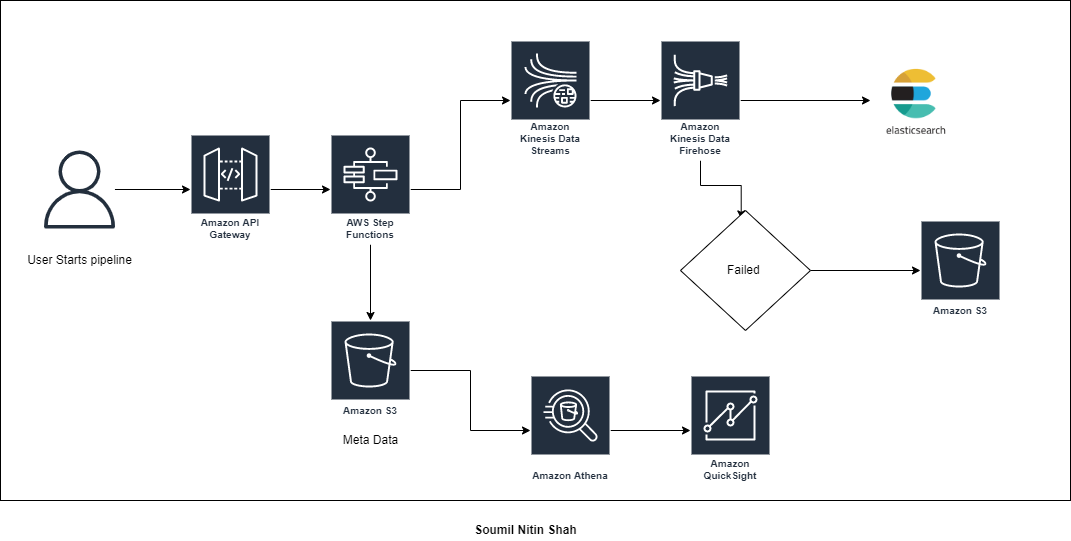 Amazon
Kinesis Data
Streams
Amazon
Kinesis Data
Firehose
elasticsearch
</>
Amazon API
Gateway
AWS Step
Functions
User Starts pipeline
Failed
Amazon S3
Amazon S3
Meta Data
Amazon Athena
Amazon
QuickSight
Soumil Nitin Shah